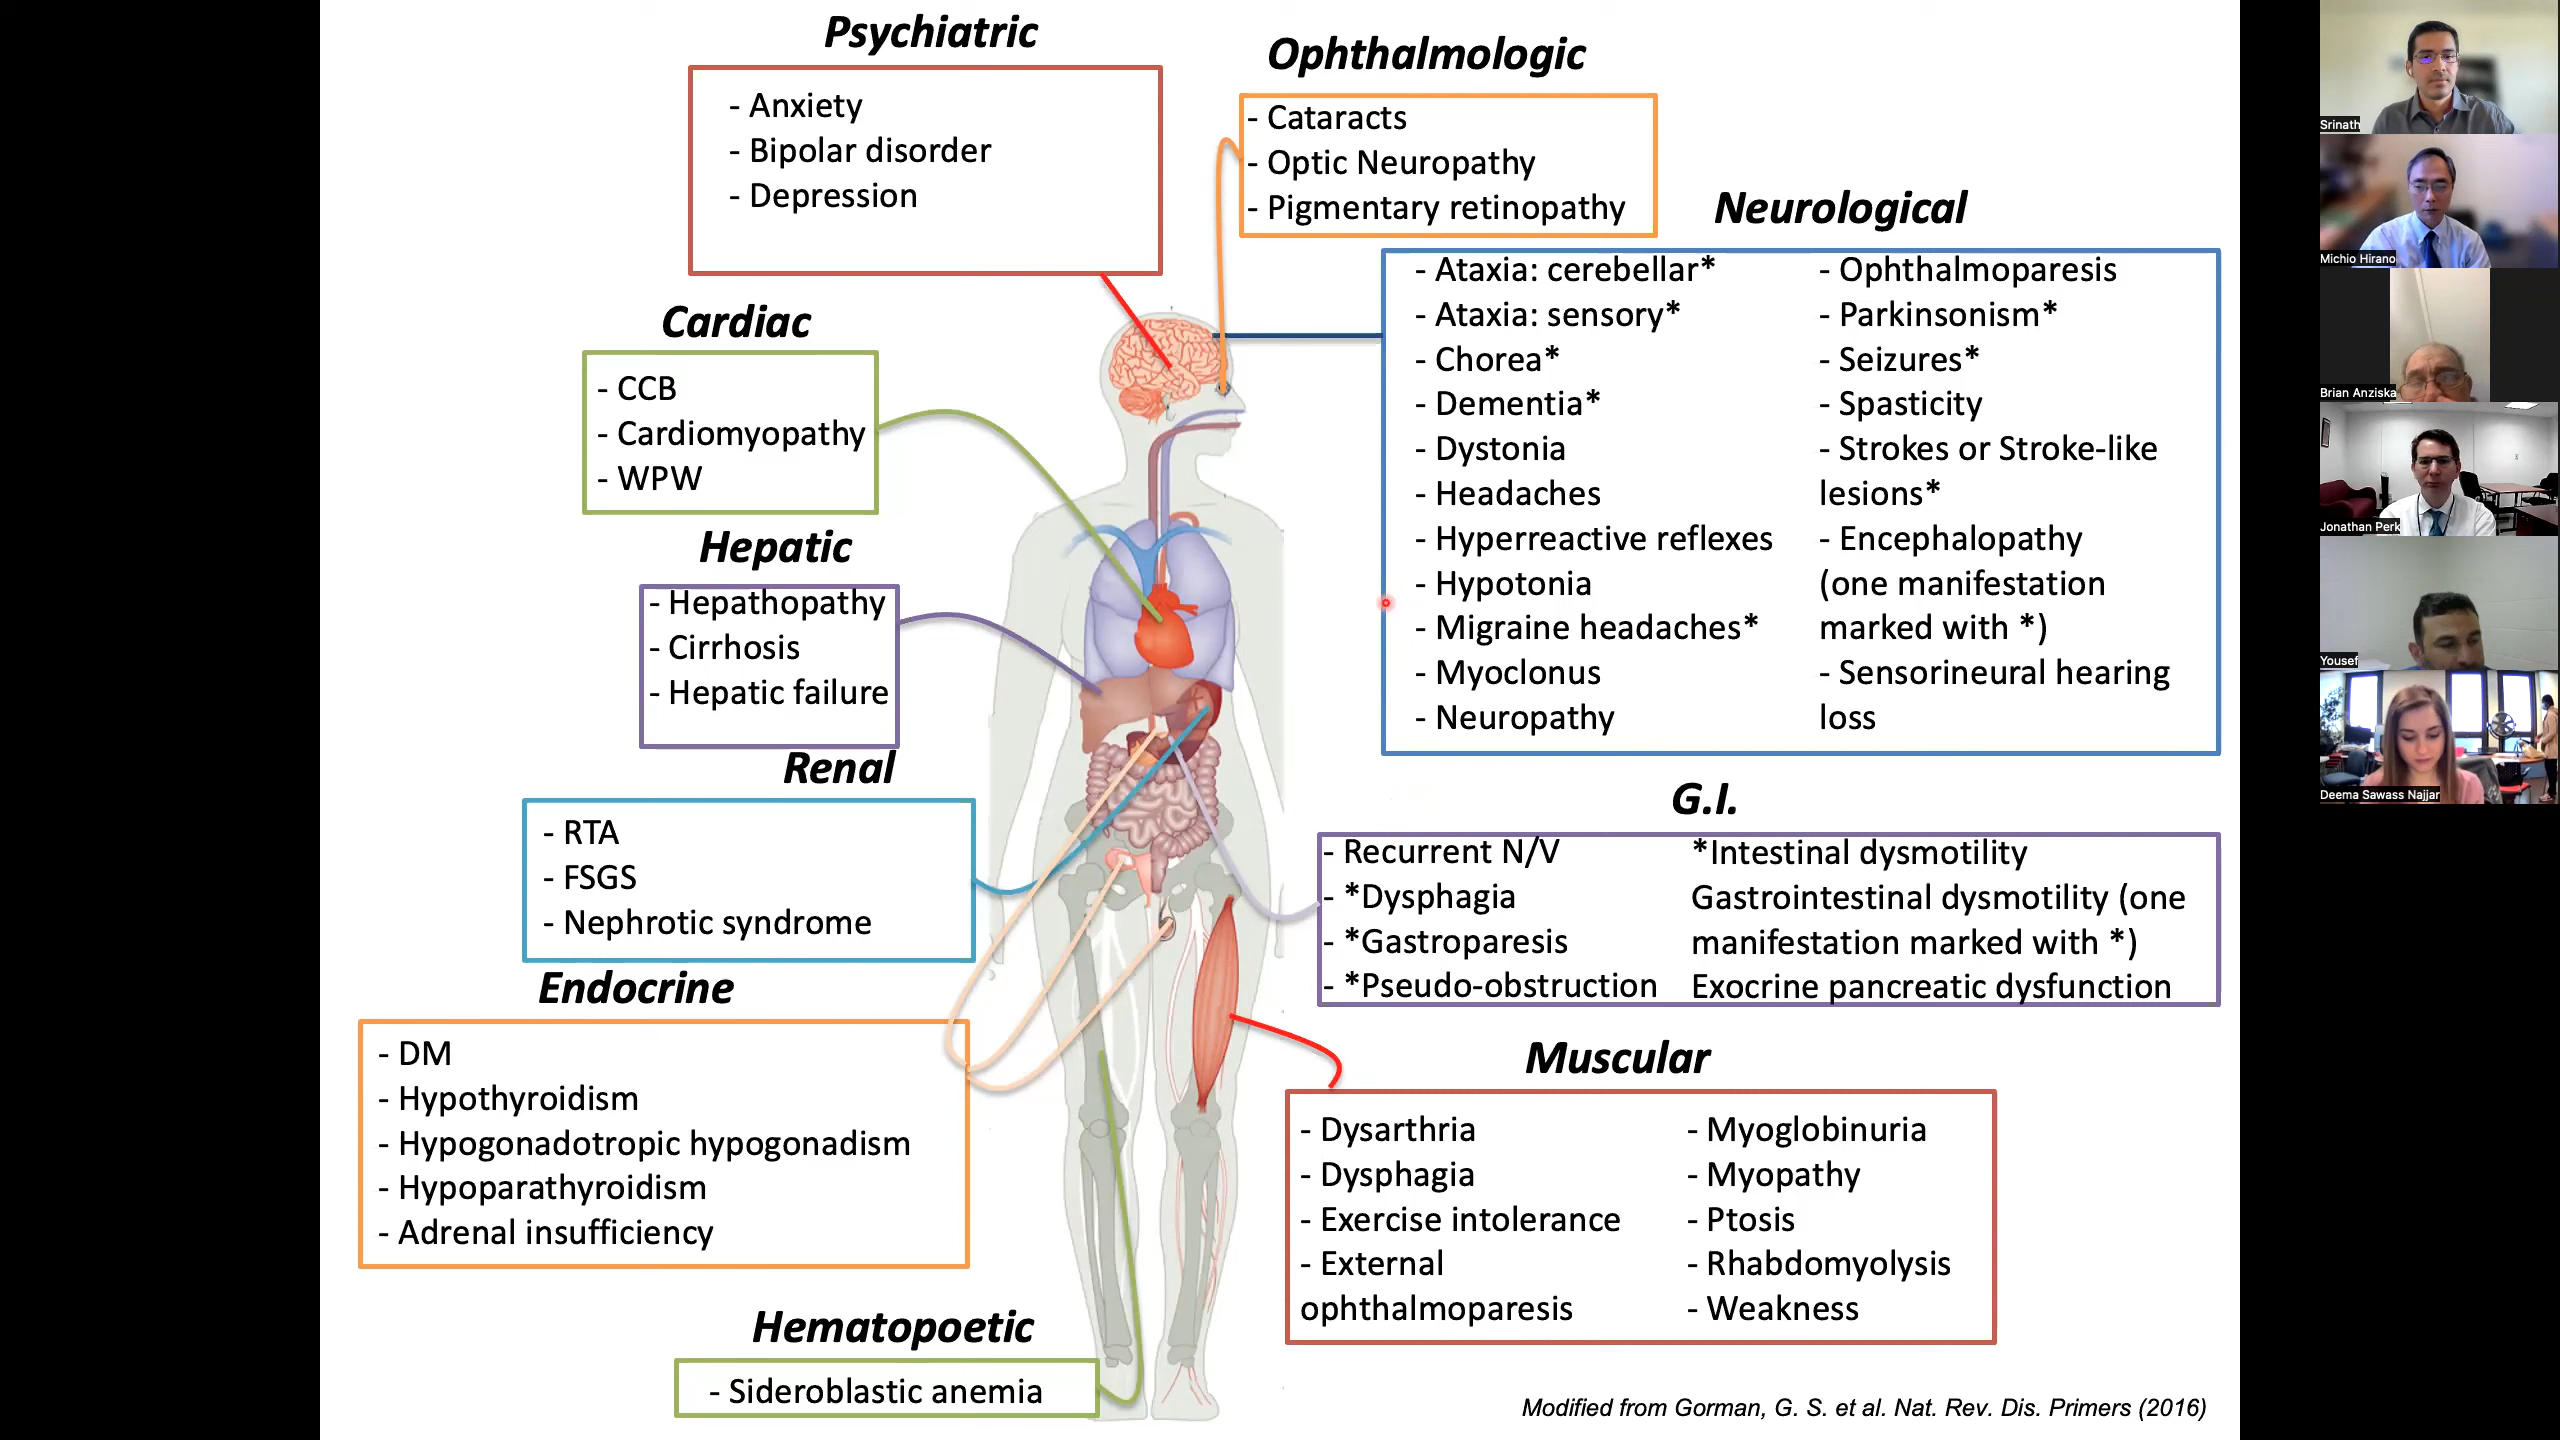 Psychiatric
- Anxiety
- Bipolar disorder
- Depression
Ophthalmologic
- Cataracts
- Optic Neuropathy
- Pigmentary retinopathy
Neurological
- Ataxia: cerebellar*
- Ataxia: sensory*
- Chorea*
- Dementia*
- Dystonia
- Headaches
- Hyperreactive reflexes
- Hypotonia
- Migraine headaches*
- Myoclonus
- Neuropathy
- Ophthalmoparesis
- Parkinsonism*
- Seizures*
- Spasticity
- Strokes or Stroke-like
lesions*
- Encephalopathy
(one manifestation
marked with *)
- Sensorineural hearing
loss
Cardiac
- CCB
- Cardiomyopathy
- WPW
Hepatic
- Hepathopathy
- Cirrhosis
- Hepatic failure
Renal
- RTA
- FSGS
- Nephrotic syndrome
G.I.
- Recurrent N/V
- *Dysphagia
- *Gastroparesis
- *Pseudo-obstruction
*Intestinal dysmotility
Gastrointestinal dysmotility (one
manifestation marked with *)
Exocrine pancreatic dysfunction
Endocrine
- DM
- Hypothyroidism
- Hypogonadotropic hypogonadism
- Hypoparathyroidism
- Adrenal insufficiency
Muscular
- Dysarthria
- Dysphagia
- Exercise intolerance
- External
ophthalmoparesis
- Myoglobinuria
- Myopathy
- Ptosis
- Rhabdomyolysis
- Weakness
Hematopoetic
- Sideroblastic anemia
Modified from Gorman, G. S. et al. Nat. Rev. Dis. Primers (2016)
Srinath
Michio Hirano
Brian Anziska
Jonathan Perk
Yousef
Deema Sawass Najjar